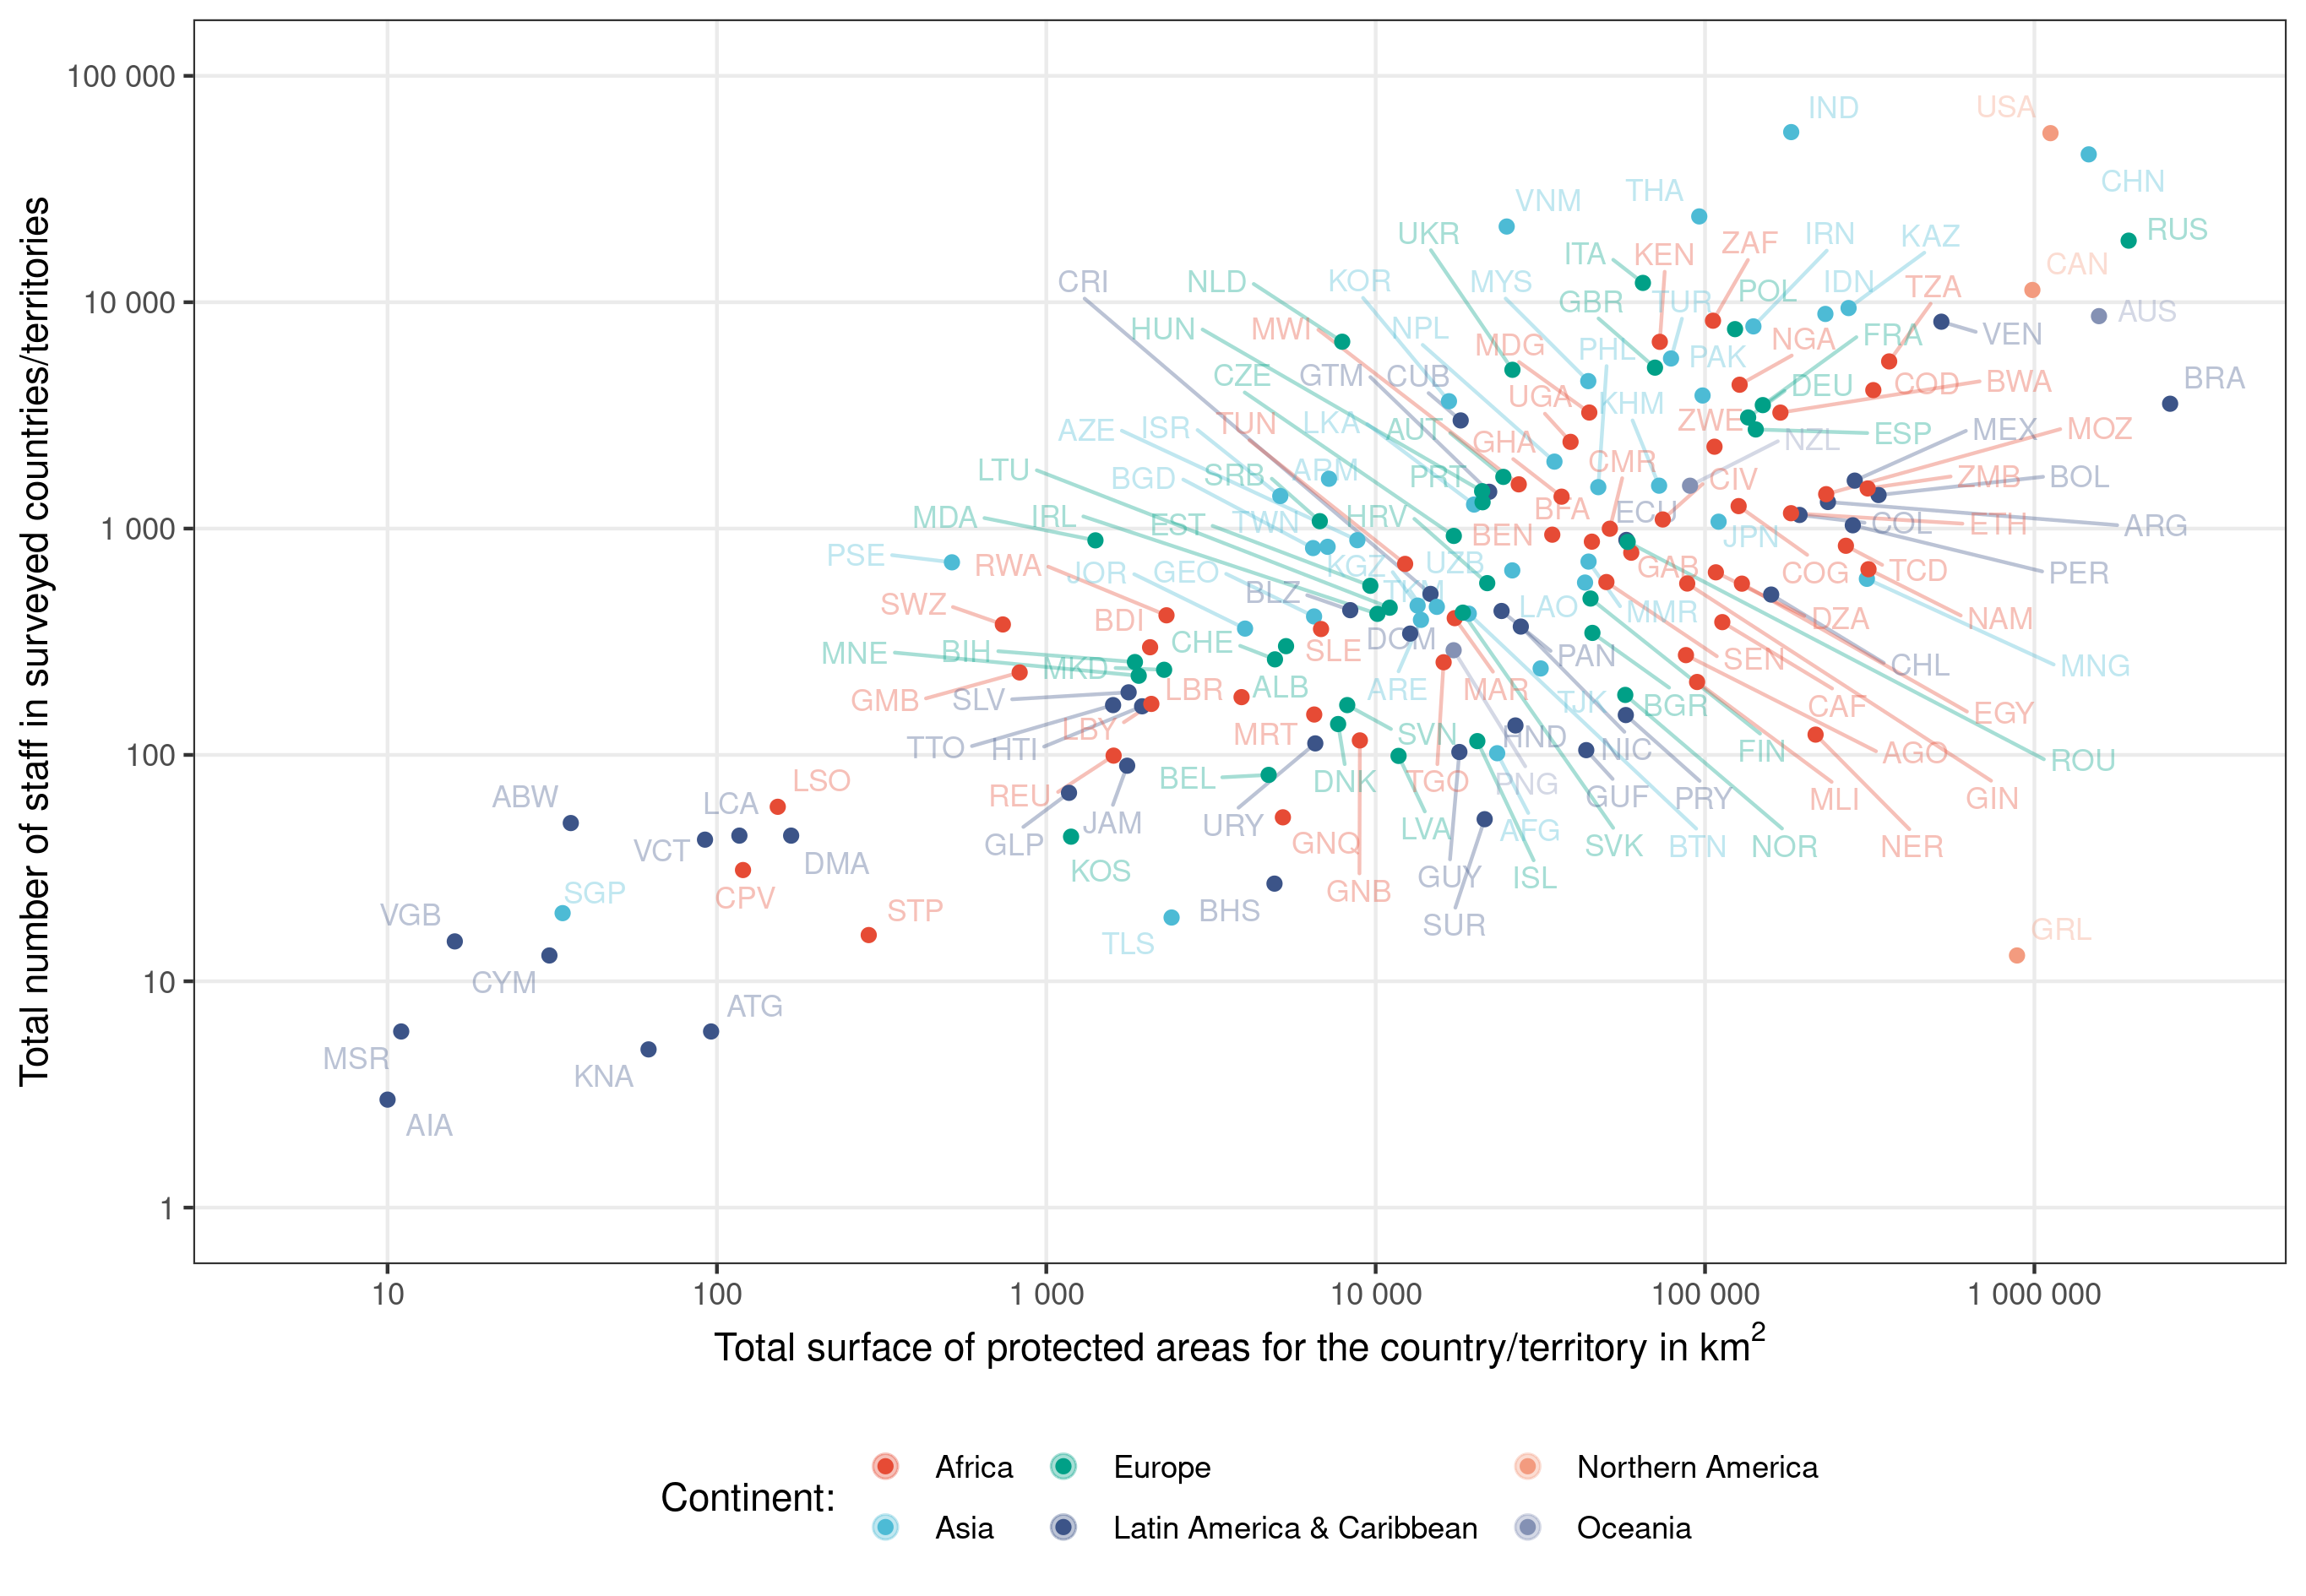 Total number of staff in surveyed countries/territories
100 000
10 000
1 000
100
10
1
IND
USA
CHN
THA
VNM
UKR
ITA
KEN
ZAF
IRN
KAZ
RUS
CAN
CRI
NLD
KOR
MYS
GBR
TUR
POL
IDN
TZA
AUS
HUN
MWI
NPL
MDG
PHL
PAK
NGA
FRA
VEN
CZE
GTM
CUB
UGA
KHM
DEU
COD
BWA
BRA
AZE
ISR
TUN
LKA
AUT
GHA
ZWE
NZL
ESP
MEX
MOZ
LTU
BGD
SRB
ARM
PRT
CMR
CIV
ZMB
BOL
MDA
IRL
EST
TWN
HRV
BFA
BEN
ECU
JPN
COL
ETH
ARG
PSE
RWA
JOR
GEO
KGZ
UZB
GAB
COG
TCD
PER
SWZ
BDI
BLZ
TKM
LAO
MMR
DZA
NAM
MNE
BIH
MKD
CHE
SLE
DOM
PAN
SEN
CHL
MNG
GMB
SLV
LBR
ALB
ARE
MAR
TJK
BGR
CAF
EGY
TTO
HTI
LBY
MRT
SVN
HND
NIC
FIN
AGO
ROU
ABW
LCA
LSO
REU
BEL
DNK
TGO
PNG
GUF
PRY
MLI
GIN
VCT
DMA
GLP
JAM
URY
GNQ
LVA
AFG
SVK
BTN
NOR
NER
VGB
SGP
CPV
STP
KOS
TLS
BHS
GNB
GUY
SUR
ISL
GRL
CYM
ATG
MSR
KNA
AIA
10
100
1 000
10 000
100 000
1 000 000
Total surface of protected areas for the country/territory in km²
Continent:
Africa
Europe
Northern America
Asia
Latin America & Caribbean
Oceania